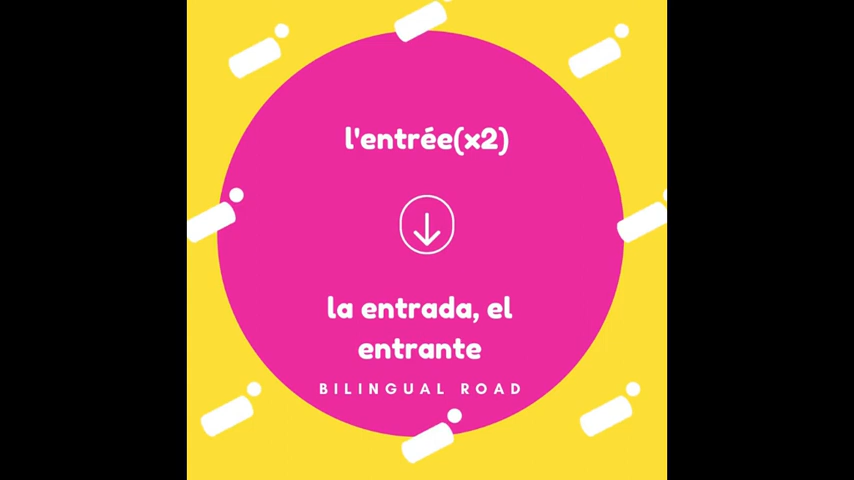 l'entrée(x2)
la entrada, el
entrante
BILINGUAL ROAD